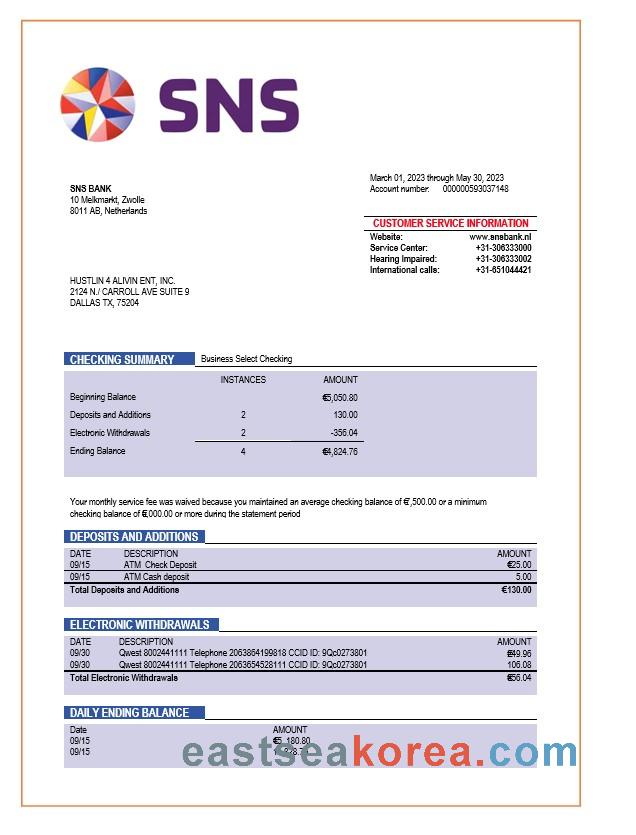 SNS
March 01, 2023 through May 30, 2023
Account number: 000000593037148
SNS BANK
10 Melkmarkt, Zwolle
8011 AB, Netherlands
CUSTOMER SERVICE INFORMATION
Website: www.snsbank.nl
Service Center: +31-306333000
Hearing Impaired: +31-306333002
International calls: +31-651044421
HUSTLIN 4 ALIVIN ENT, INC.
2124 N./ CARROLL AVE SUITE 9
DALLAS TX, 75204
CHECKING SUMMARY Business Select Checking
INSTANCES AMOUNT
Beginning Balance €5,050.80
Deposits and Additions 2 130.00
Electronic Withdrawals 2 -356.04
Ending Balance 4 €4,824.76
Your monthly service fee was waived because you maintained an average checking balance of €7,500.00 or a minimum
checking balance of €,000.00 or more during the statement period
DEPOSITS AND ADDITIONS
DATE DESCRIPTION AMOUNT
09/15 ATM Check Deposit €25.00
09/15 ATM Cash deposit 5.00
Total Deposits and Additions €130.00
ELECTRONIC WITHDRAWALS
DATE DESCRIPTION AMOUNT
09/30 Qwest 8002441111 Telephone 2063864199818 CCID ID: 9Qc0273801 €49.96
09/30 Qwest 8002441111 Telephone 2063654528111 CCID ID: 9Qc0273801 106.08
Total Electronic Withdrawals €56.04
DAILY ENDING BALANCE
Date AMOUNT
09/15 €5,180.80
09/15
eastseakorea.com